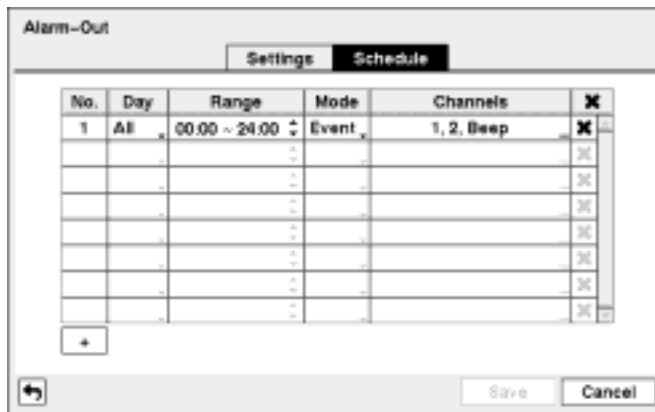 Alarm-Out
Settings Schedule
No. Day Range Mode Channels ✖
1 All 00:00 ~ 24:00 Event 1, 2, Beep ✖
+
Save Cancel